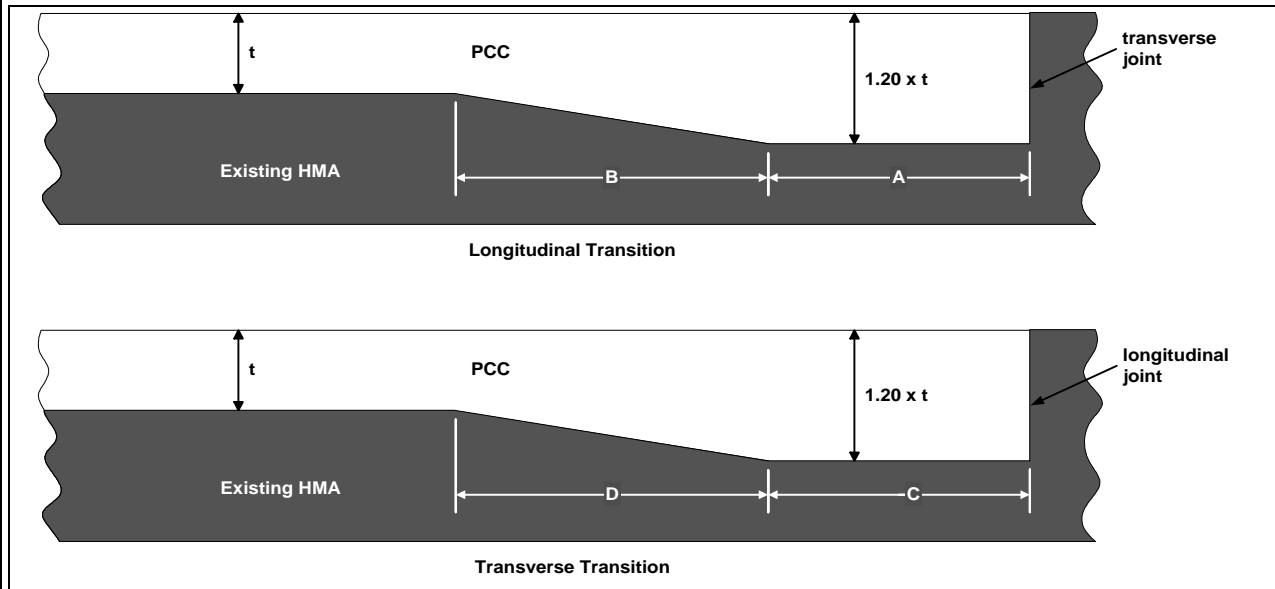 t
PCC
1.20 x t
transverse
joint
Existing HMA
B
A
Longitudinal Transition
t
PCC
1.20 x t
longitudinal
joint
Existing HMA
D
C
Transverse Transition